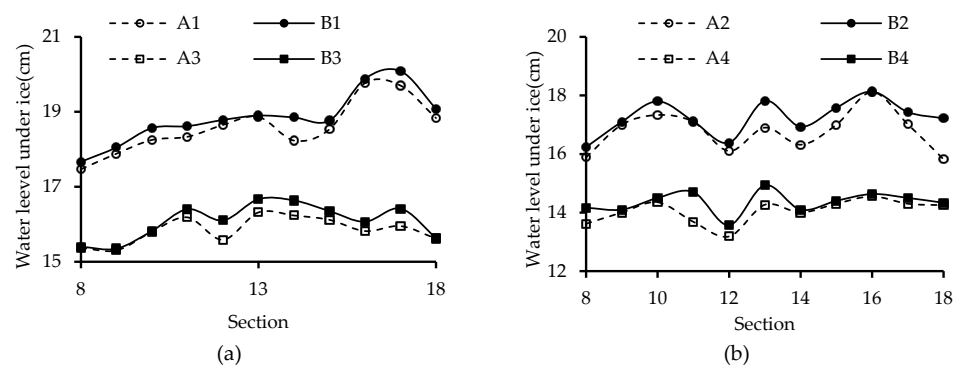 A1 B1
A3 B3
Water leevel under ice(cm)
21
19
17
15
8 13 18
Section
(a)
A2 B2
A4 B4
Water level under ice(cm)
20
18
16
14
12
8 10 12 14 16 18
Section
(b)